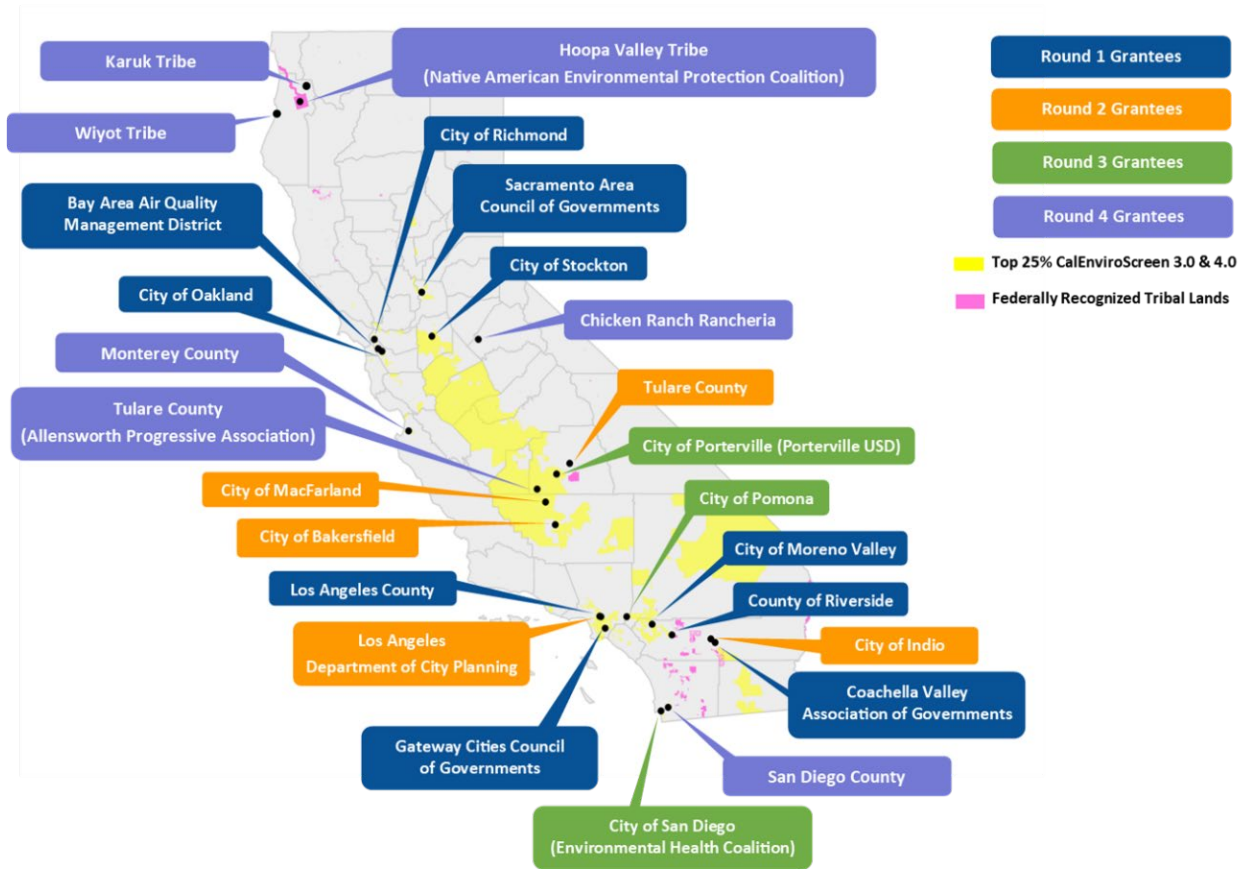 Karuk Tribe
Hoopa Valley Tribe
(Native American Environmental Protection Coalition)
Wiyot Tribe
City of Richmond
Bay Area Air Quality
Management District
Sacramento Area
Council of Governments
City of Oakland
City of Stockton
Monterey County
Chicken Ranch Rancheria
Tulare County
(Allensworth Progressive Association)
Tulare County
City of Porterville (Porterville USD)
City of MacFarland
City of Pomona
City of Bakersfield
City of Moreno Valley
Los Angeles County
County of Riverside
Los Angeles
Department of City Planning
City of Indio
Coachella Valley
Association of Governments
Gateway Cities Council
of Governments
San Diego County
City of San Diego
(Environmental Health Coalition)
Round 1 Grantees
Round 2 Grantees
Round 3 Grantees
Round 4 Grantees
Top 25% CalEnviroScreen 3.0 & 4.0
Federally Recognized Tribal Lands